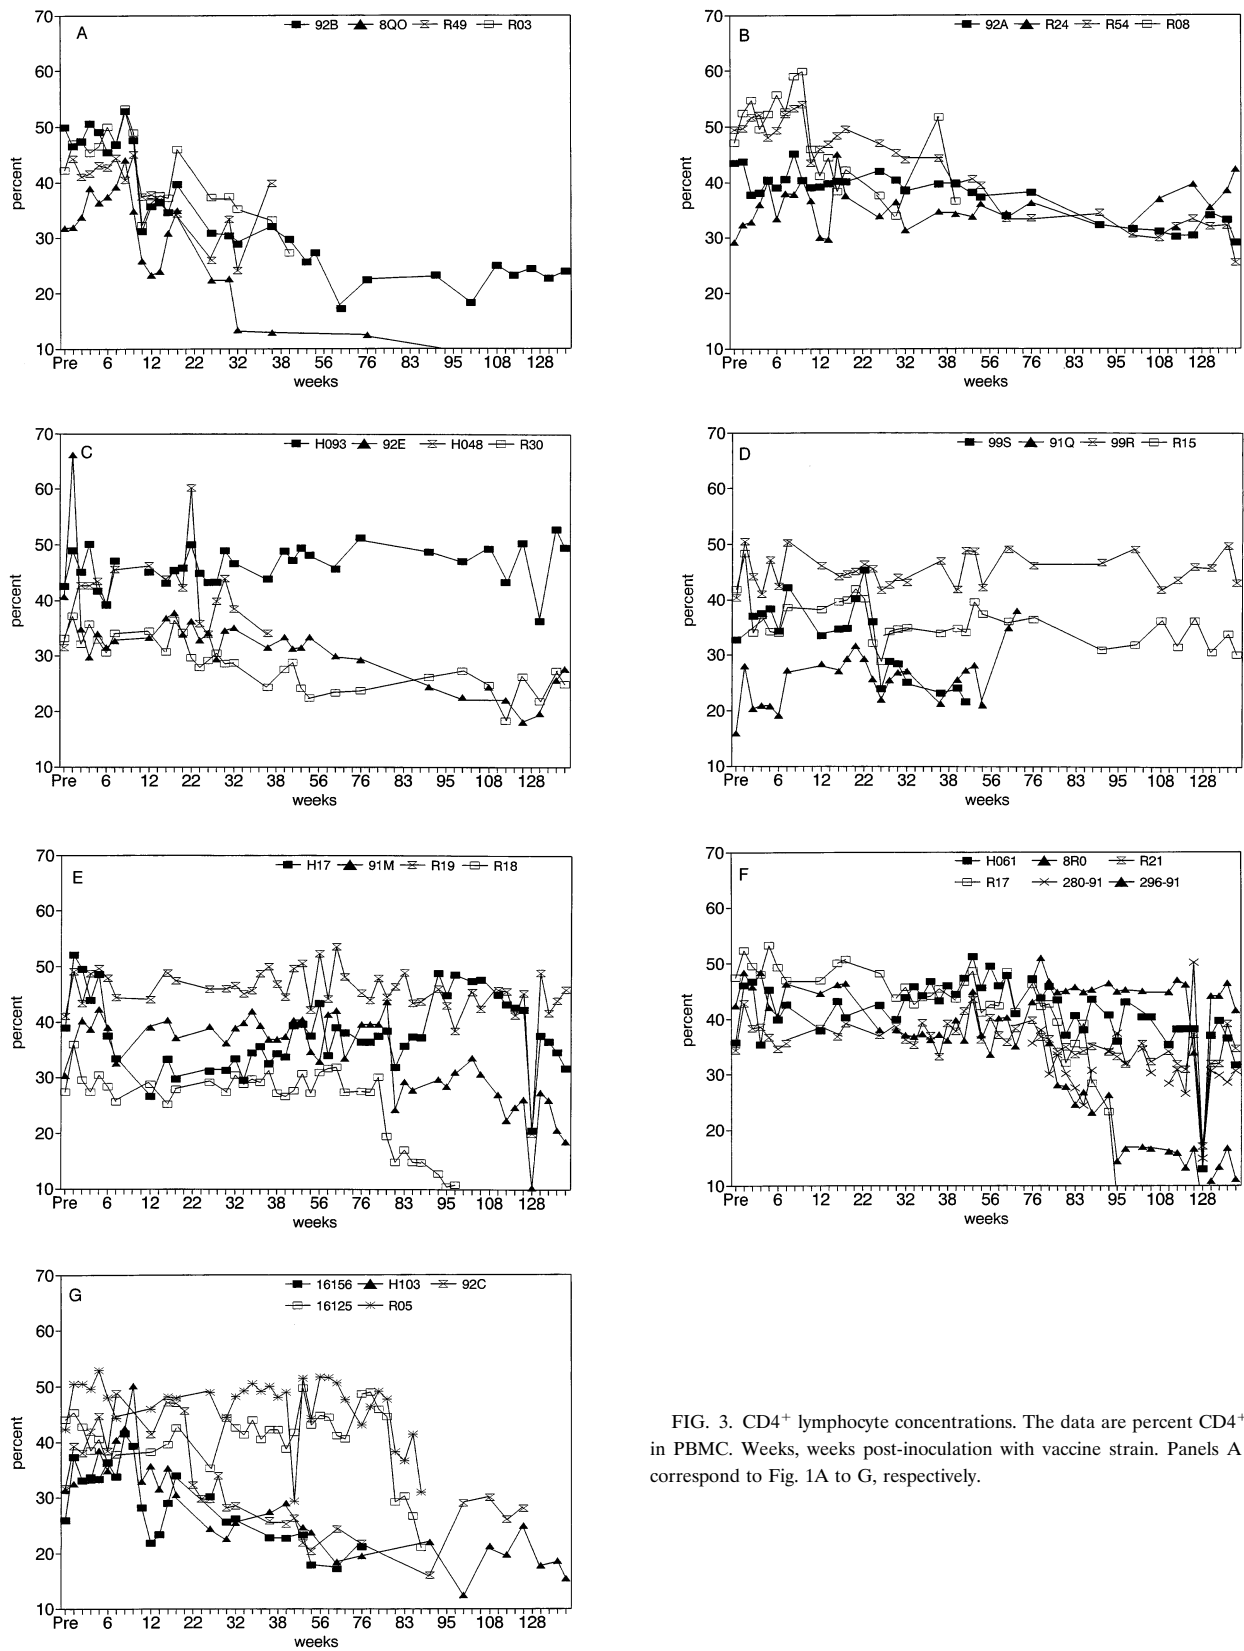 A
92B 8QO R49 R03
percent
70
60
50
40
30
20
10
Pre 6 12 22 32 38 56 76 95 128
weeks
B
92A R24 R54 R08
percent
70
60
50
40
30
20
10
Pre 6 12 22 32 38 56 83 95 128
weeks
C
H093 92E H048 R30
percent
70
60
50
40
30
20
10
Pre 6 12 22 32 38 56 83 108 128
weeks
D
99S 91Q 99R R15
percent
70
60
50
40
30
20
10
Pre 6 12 22 32 38 56 83 108 128
weeks
E
H17 91M R19 R18
percent
70
60
50
40
30
20
10
Pre 6 12 22 32 38 56 76 83 95 108 128
weeks
F
H061 8R0 R21
R17 280-91 296-91
percent
70
60
50
40
30
20
10
Pre 6 12 22 32 38 56 76 83 95 108 128
weeks
G
16156 H103 92C
16125 R05
percent
70
60
50
40
30
20
10
Pre 6 12 22 32 38 56 76 83 95 108 128
weeks
FIG. 3. CD4+ lymphocyte concentrations. The data are percent CD4+
in PBMC. Weeks, weeks post-inoculation with vaccine strain. Panels A
correspond to Fig. 1A to G, respectively.